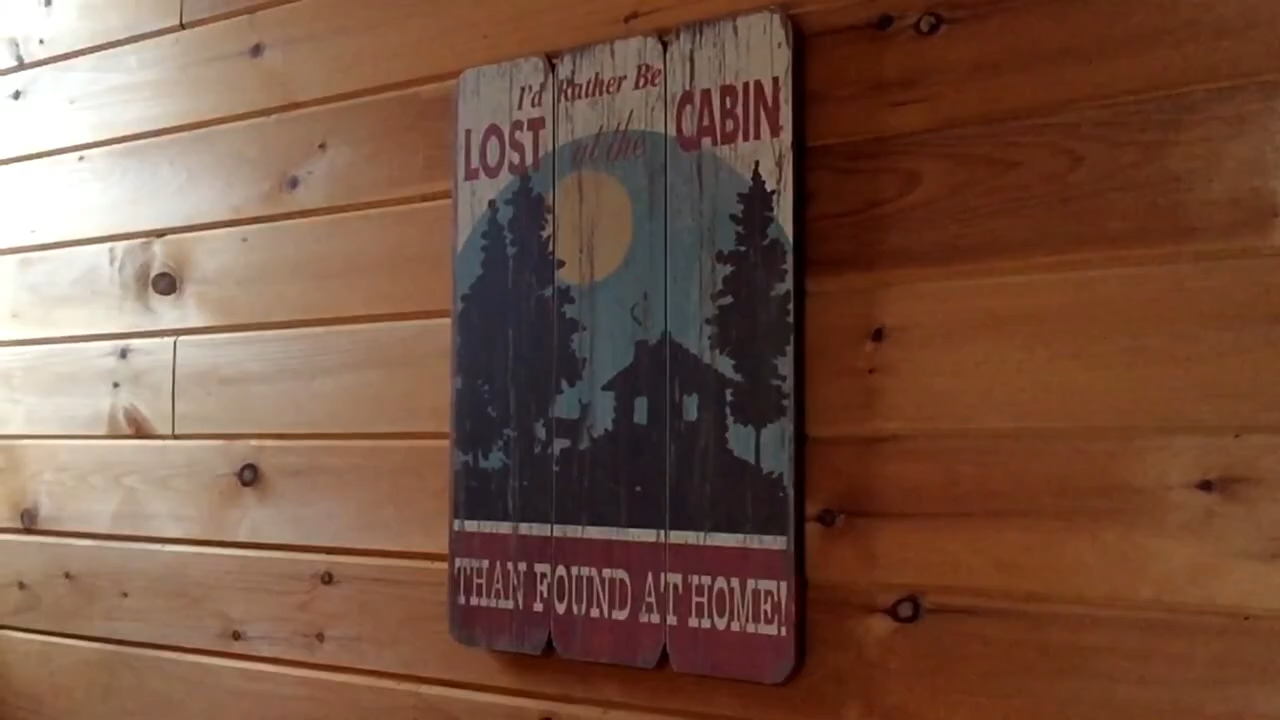 I'd Rather Be
LOST at the CABIN
THAN FOUND AT HOME!